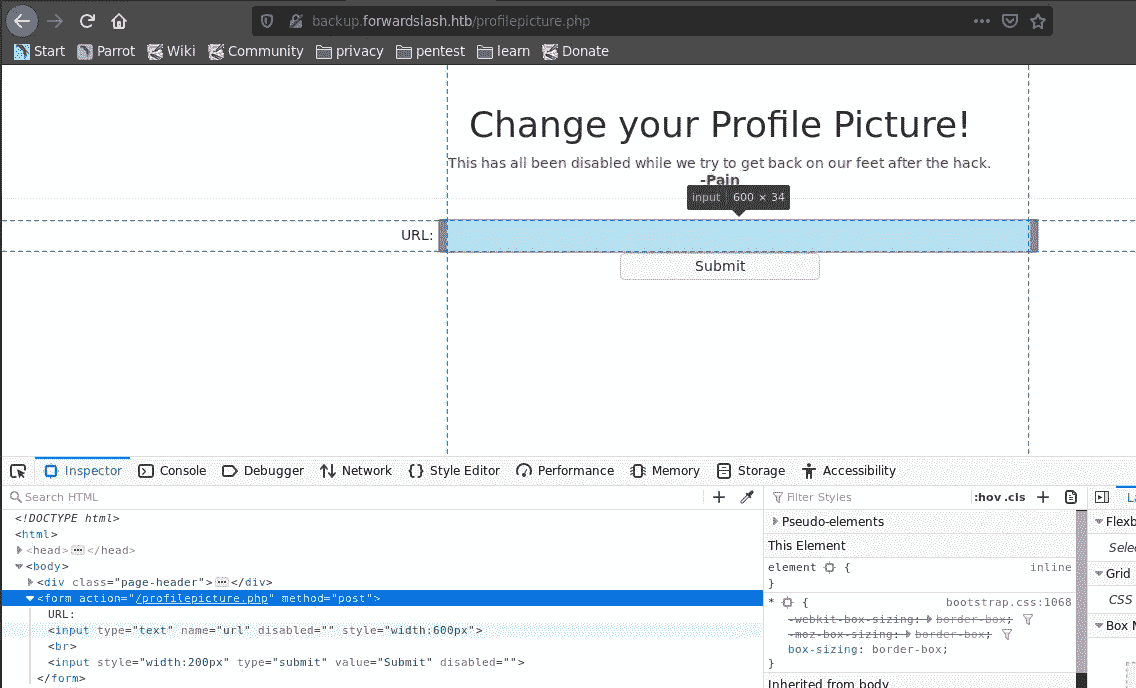 backup.forwardslash.htb/profilepicture.php
Start Parrot Wiki Community privacy pentest learn Donate
Change your Profile Picture!
This has all been disabled while we try to get back on our feet after the hack.
-Pain
input 600 × 34
URL:
Submit
Inspector Console Debugger Network Style Editor Performance Memory Storage Accessibility
Search HTML
Filter Styles :hov .cls
<!DOCTYPE html>
<html>
<head> ••• </head>
<body>
<div class="page-header"> ••• </div>
<form action="/profilepicture.php" method="post">
URL:
<input type="text" name="url" disabled="" style="width:600px">
<br>
<input style="width:200px" type="submit" value="Submit" disabled="">
</form>
Pseudo-elements
This Element
element { inline
}
* { bootstrap.css:1068
-webkit-box-sizing: border-box;
-moz-box-sizing: border-box;
box-sizing: border-box;
}
Inherited from body
La
Flexb
Selec
Grid
CSS
Box M